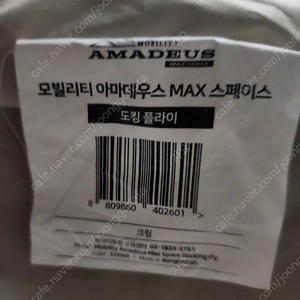 MOBILITY
AMADEUS
MAX SPACE
모빌리티 아마데우스 MAX 스페이스
도킹 플라이
8 809860 402601 >
크림
Mobility Amadeus Max Space Docking Fly
Color : Cream | Made in Bangladesh